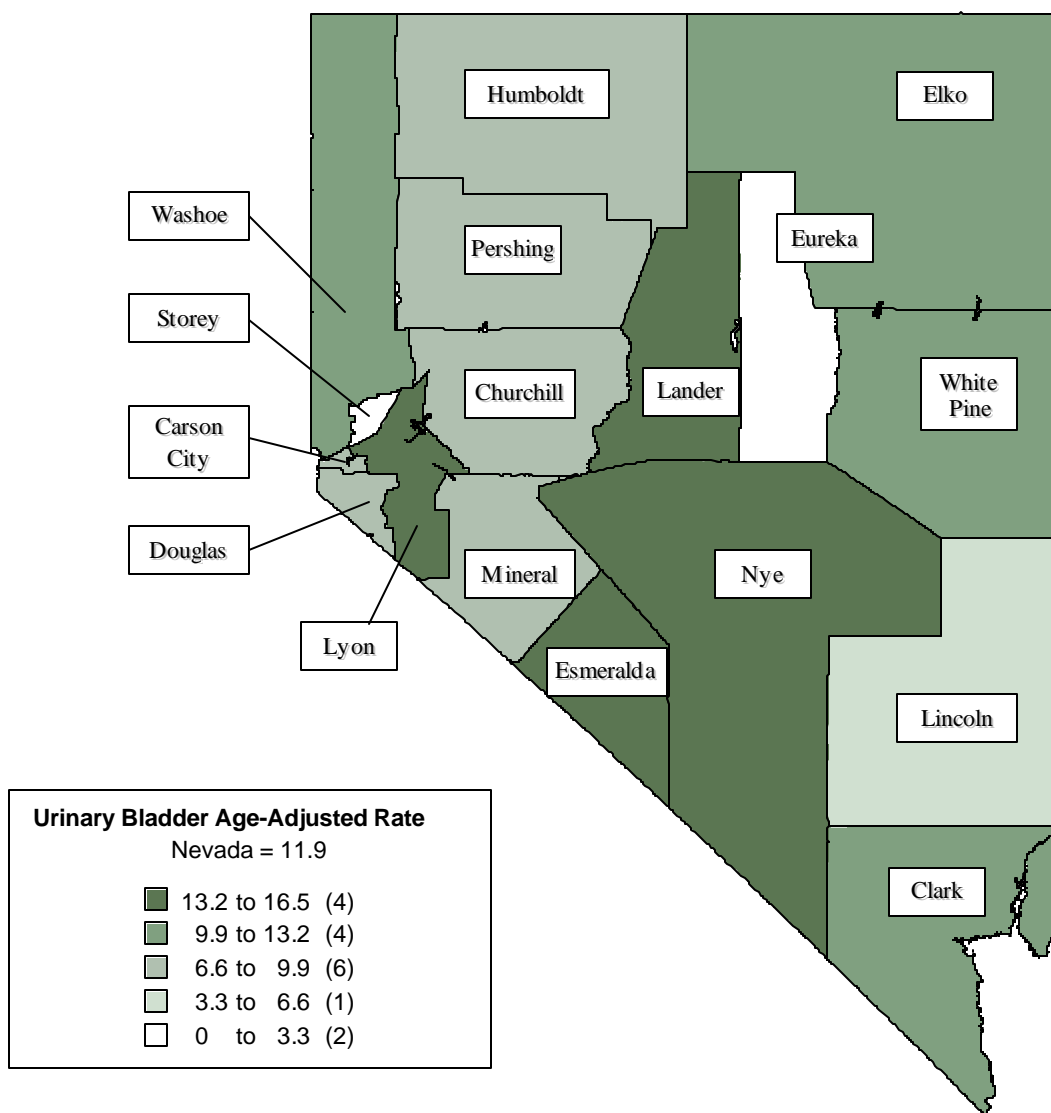 Humboldt
Elko
Washoe
Pershing
Eureka
Storey
Churchill
Lander
White
Pine
Carson
City
Douglas
Mineral
Nye
Lyon
Esmeralda
Lincoln
Clark
Urinary Bladder Age-Adjusted Rate
Nevada = 11.9
13.2 to 16.5 (4)
9.9 to 13.2 (4)
6.6 to 9.9 (6)
3.3 to 6.6 (1)
0 to 3.3 (2)